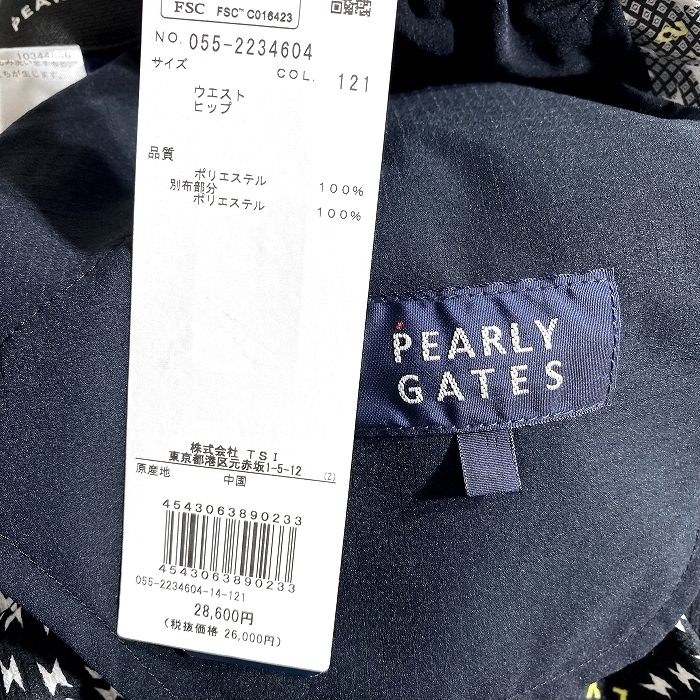 FSC FSC™ C016423
NO. 055-2234604
サイズ COL. 121
ウエスト
ヒップ
品質
ポリエステル 100%
別布部分
ポリエステル 100%
株式会社 TSI
東京都港区元赤坂1-5-12 (Z)
原産地 中国
4543063890233
4543063890233
055-2234604-14-121
28,600円
(税抜価格 26,000円)
PEARLY
GATES